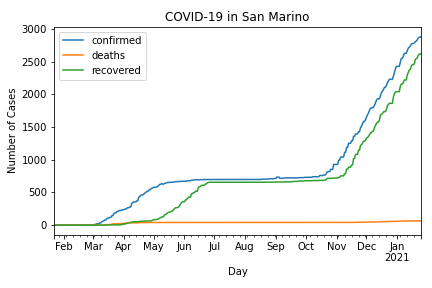 COVID-19 in San Marino
confirmed
deaths
recovered
Number of Cases
3000
2500
2000
1500
1000
500
0
Feb Mar Apr May Jun Jul Aug Sep Oct Nov Dec Jan
2021
Day